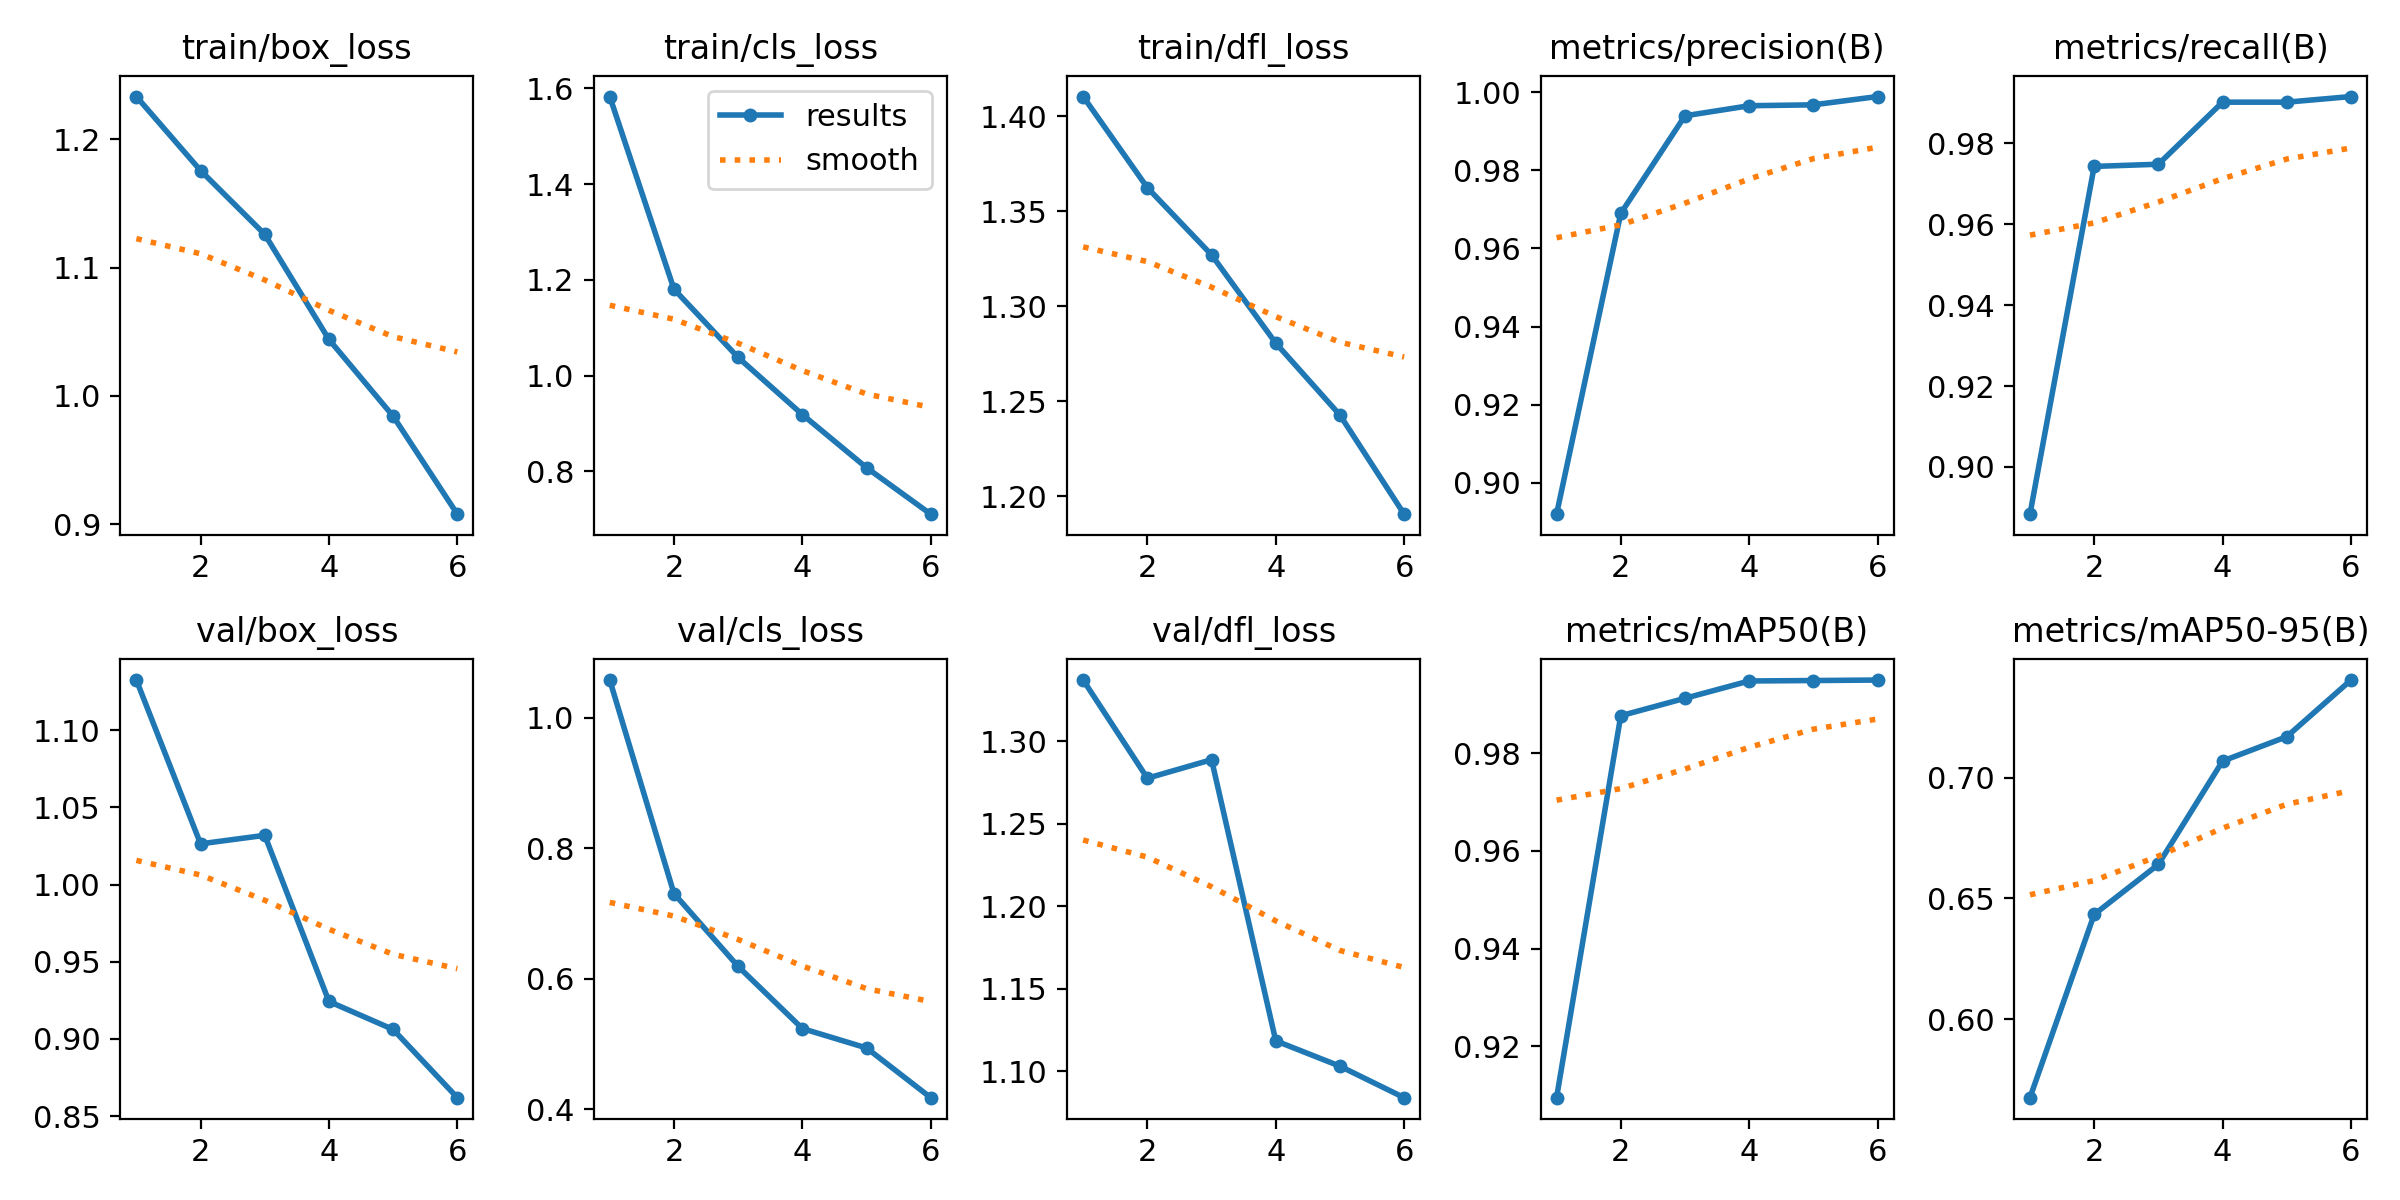 train/box_loss
train/cls_loss
train/dfl_loss
metrics/precision(B)
metrics/recall(B)
1.2
1.1
1.0
0.9
2 4 6
1.6
1.4
1.2
1.0
0.8
2 4 6
results
smooth
1.40
1.35
1.30
1.25
1.20
2 4 6
1.00
0.98
0.96
0.94
0.92
0.90
2 4 6
0.98
0.96
0.94
0.92
0.90
2 4 6
val/box_loss
val/cls_loss
val/dfl_loss
metrics/mAP50(B)
metrics/mAP50-95(B)
1.10
1.05
1.00
0.95
0.90
0.85
2 4 6
1.0
0.8
0.6
0.4
2 4 6
1.30
1.25
1.20
1.15
1.10
2 4 6
0.98
0.96
0.94
0.92
2 4 6
0.70
0.65
0.60
2 4 6